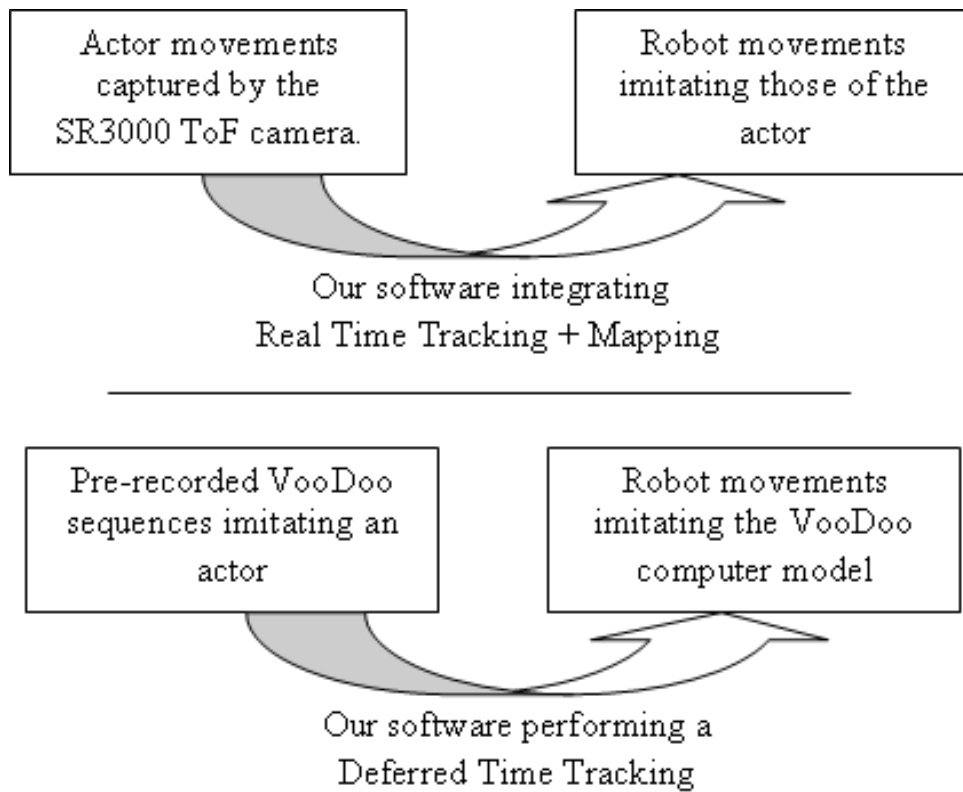 Actor movements
captured by the
SR3000 ToF camera.
Robot movements
imitating those of the
actor
Our software integrating
Real Time Tracking + Mapping
Pre-recorded VooDoo
sequences imitating an
actor
Robot movements
imitating the VooDoo
computer model
Our software performing a
Deferred Time Tracking